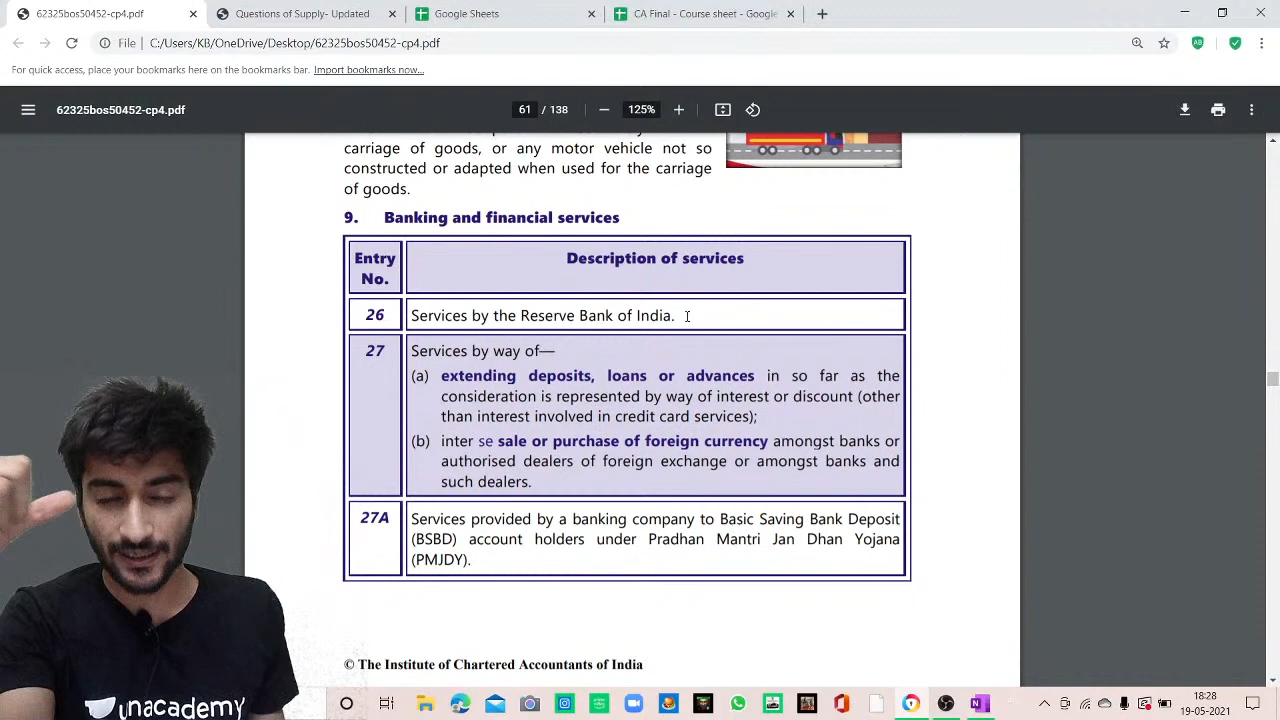 62325bos50452-cp4.pdf
Questions of Supply- Updated
Google Sheets
CA Final - Course sheet - Google
File
C:/Users/KB/OneDrive/Desktop/62325bos50452-cp4.pdf
AB
For quick access, place your bookmarks here on the bookmarks bar. Import bookmarks now...
62325bos50452-cp4.pdf
61 / 138
125%
carriage of goods, or any motor vehicle not so
constructed or adapted when used for the carriage
of goods.
9. Banking and financial services
Entry No.
Description of services
26
Services by the Reserve Bank of India.
27
Services by way of—
(a) extending deposits, loans or advances in so far as the
consideration is represented by way of interest or discount (other
than interest involved in credit card services);
(b) inter se sale or purchase of foreign currency amongst banks or
authorised dealers of foreign exchange or amongst banks and
such dealers.
27A
Services provided by a banking company to Basic Saving Bank Deposit
(BSBD) account holders under Pradhan Mantri Jan Dhan Yojana
(PMJDY).
© The Institute of Chartered Accountants of India
unacademy
18:28
19-05-2021